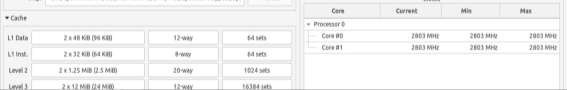 Core Current Min Max
▾ Cache
▾ Processor 0
L1 Data 2 x 48 KiB (96 KiB) 12-way 64 sets
Core #0 2803 MHz 2803 MHz 2803 MHz
Core #1 2803 MHz 2803 MHz 2803 MHz
L1 Inst. 2 x 32 KiB (64 KiB) 8-way 64 sets
Level 2 2 x 1.25 MiB (2.5 MiB) 20-way 1024 sets
Level 3 2 x 12 MiB (24 MiB) 12-way 16384 sets